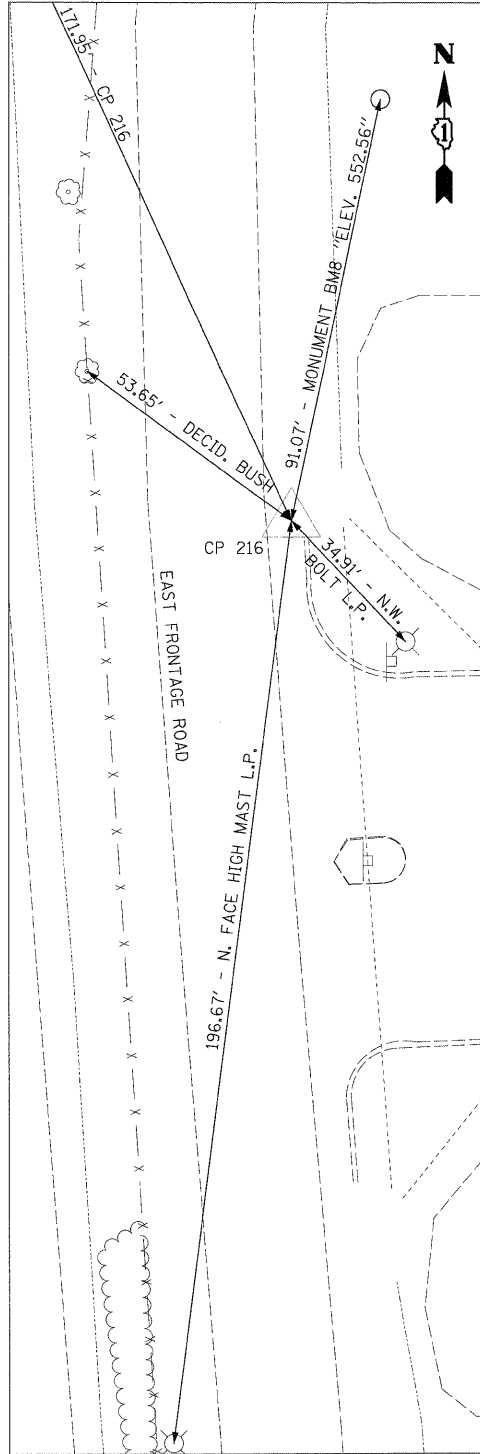 171.95' - CP 216
N
1
91.07' - MONUMENT BM8 "ELEV. 552.56"
53.65' - DECID. BUSH
CP 216
34.91' - N.W.
BOLT L.P.
EAST FRONTAGE ROAD
196.67' - N. FACE HIGH MAST L.P.